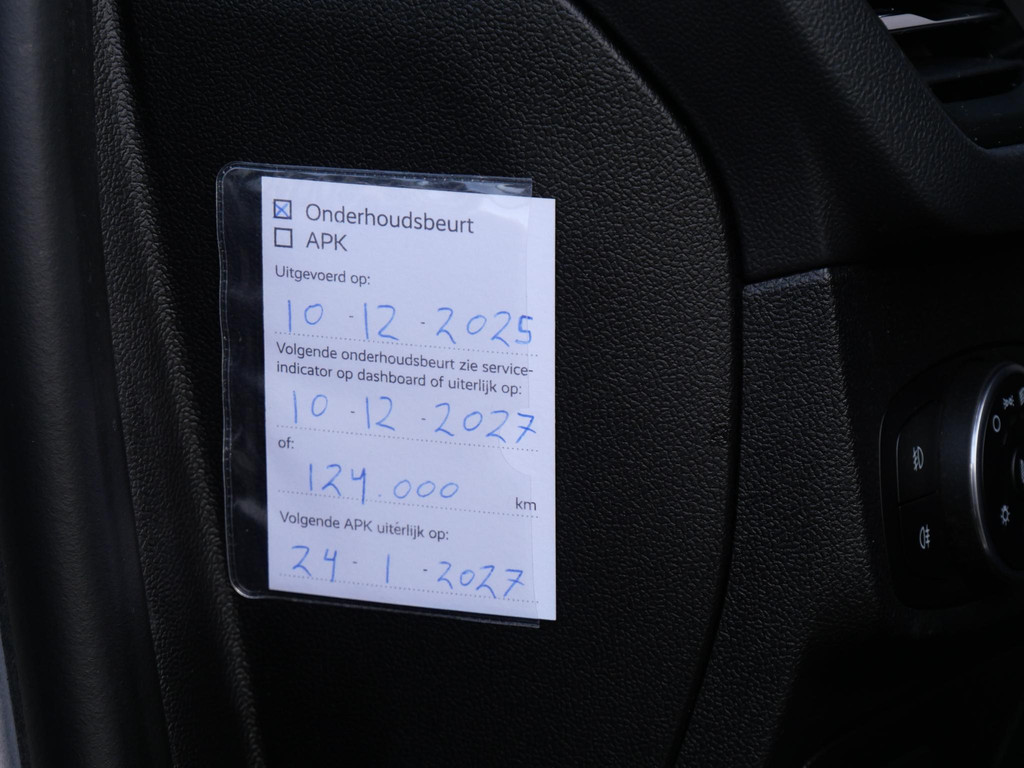 Onderhoudsbeurt
APK
Uitgevoerd op:
10 - 12 - 2025
Volgende onderhoudsbeurt zie service-
indicator op dashboard of uiterlijk op:
10 - 12 - 2027
of:
124.000 km
Volgende APK uiterlijk op:
24 - 1 - 2027